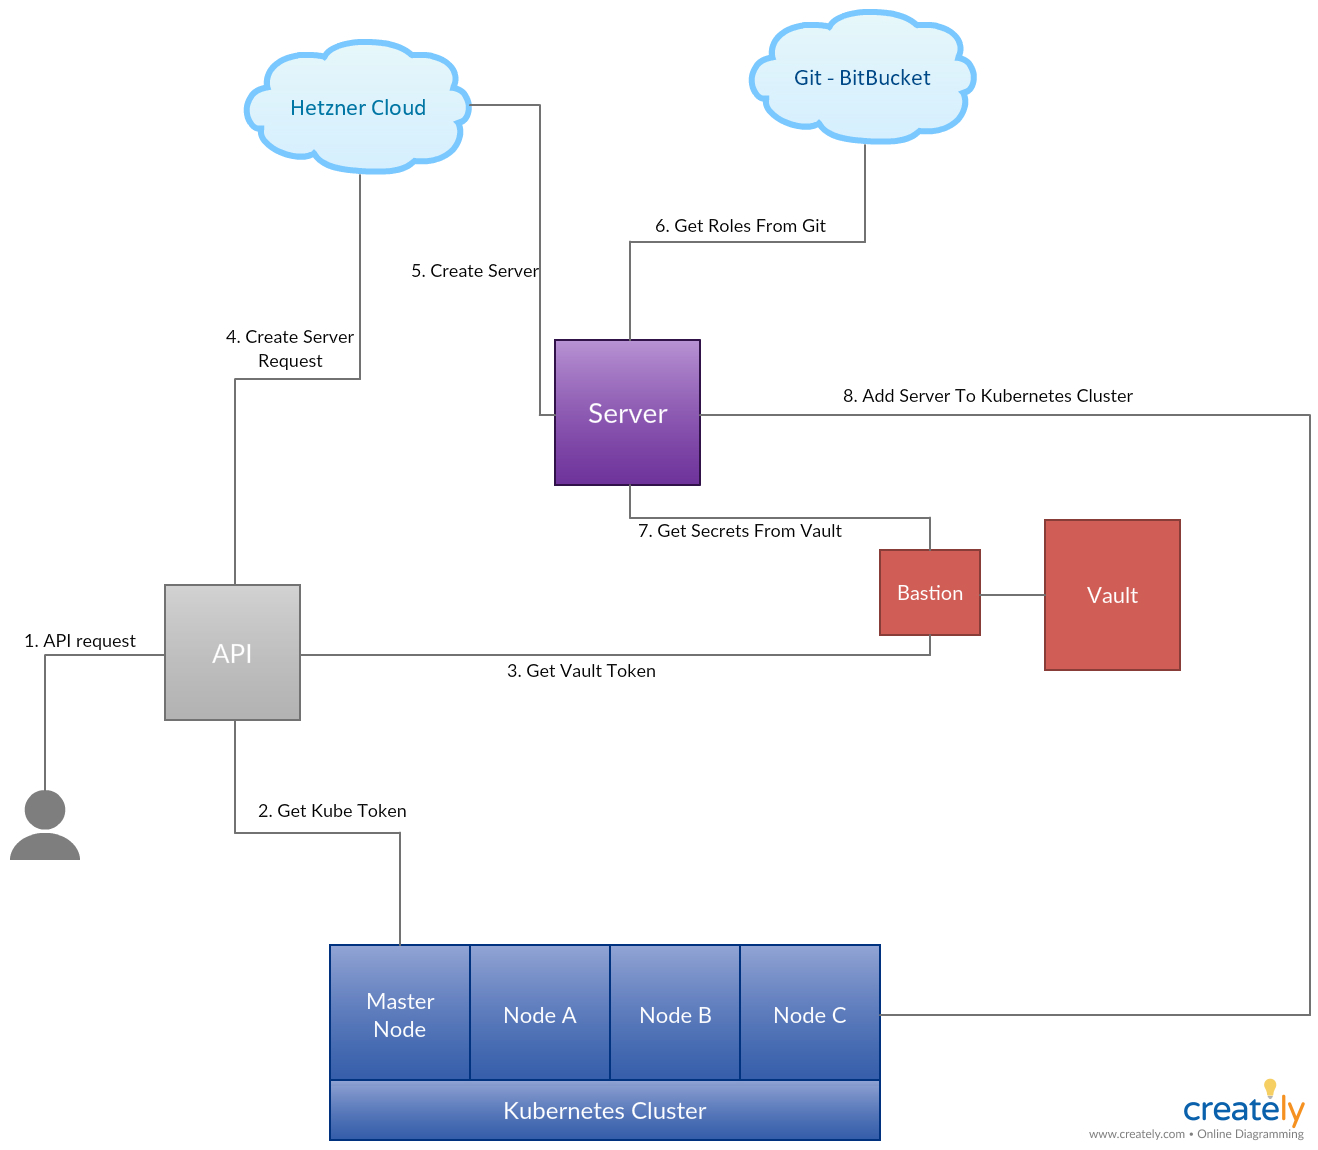 Git - BitBucket
Hetzner Cloud
6. Get Roles From Git
5. Create Server
4. Create Server
Request
Server
8. Add Server To Kubernetes Cluster
7. Get Secrets From Vault
Bastion
Vault
1. API request
API
3. Get Vault Token
2. Get Kube Token
Master
Node
Node A
Node B
Node C
Kubernetes Cluster
creately
www.creately.com • Online Diagramming